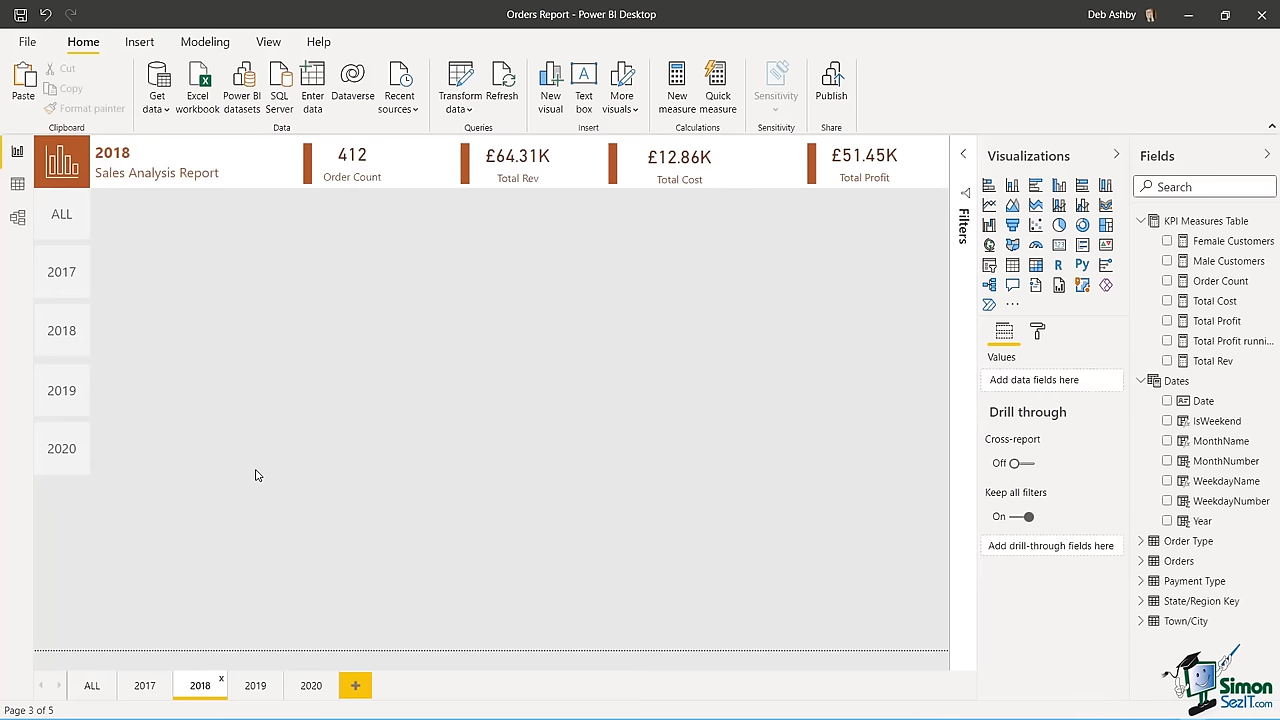 Orders Report - Power BI Desktop
Deb Ashby
File
Home
Insert
Modeling
View
Help
Paste
Cut
Copy
Format painter
Clipboard
Get data
Excel workbook
Power BI datasets
SQL Server
Enter data
Dataverse
Recent sources
Data
Transform data
Refresh
Queries
New visual
Text box
More visuals
Insert
New measure
Quick measure
Calculations
Sensitivity
Sensitivity
Publish
Share
2018
Sales Analysis Report
412
Order Count
£64.31K
Total Rev
£12.86K
Total Cost
£51.45K
Total Profit
ALL
2017
2018
2019
2020
Filters
Visualizations
R
Py
Values
Add data fields here
Drill through
Cross-report
Off
Keep all filters
On
Add drill-through fields here
Fields
Search
KPI Measures Table
Female Customers
Male Customers
Order Count
Total Cost
Total Profit
Total Profit runni...
Total Rev
Dates
Date
IsWeekend
MonthName
MonthNumber
WeekdayName
WeekdayNumber
Year
Order Type
Orders
Payment Type
State/Region Key
Town/City
ALL
2017
2018
x
2019
2020
+
Page 3 of 5
Simon
SezIT.com